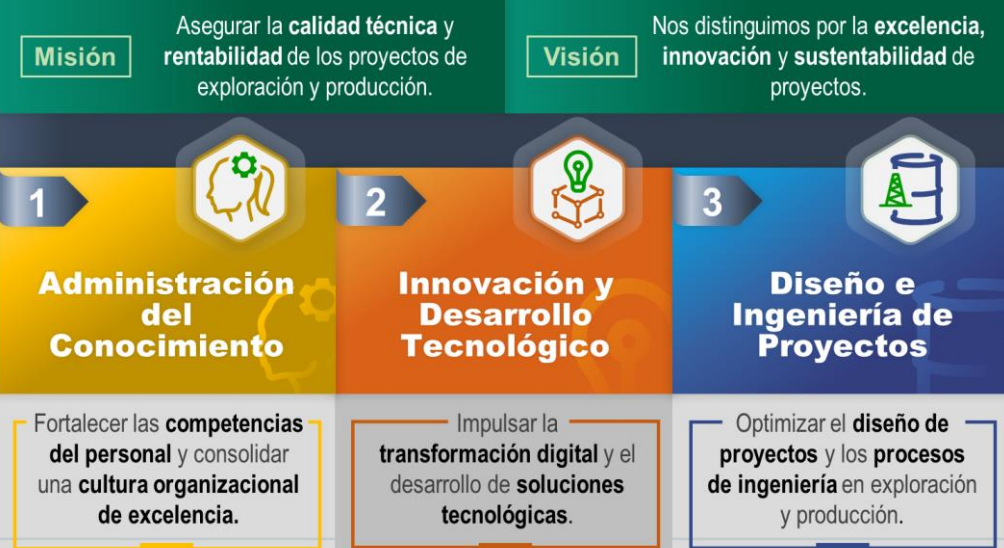 Misión
Asegurar la calidad técnica y
rentabilidad de los proyectos de
exploración y producción.
Visión
Nos distinguimos por la excelencia,
innovación y sustentabilidad de
proyectos.
1
Administración
del
Conocimiento
Fortalecer las competencias
del personal y consolidar
una cultura organizacional
de excelencia.
2
Innovación y
Desarrollo
Tecnológico
Impulsar la
transformación digital y el
desarrollo de soluciones
tecnológicas.
3
Diseño e
Ingeniería de
Proyectos
Optimizar el diseño de
proyectos y los procesos
de ingeniería en exploración
y producción.